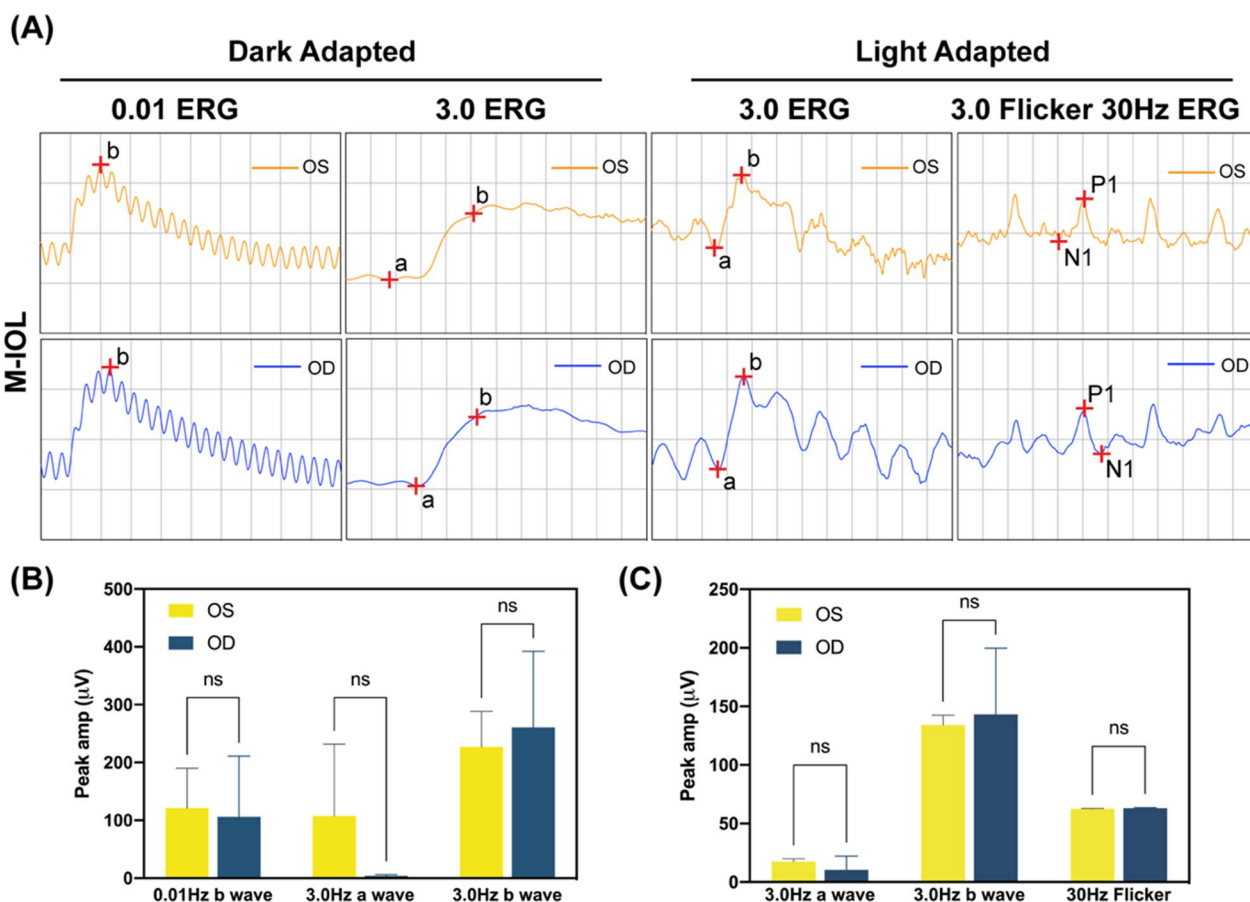 (A)
Dark Adapted
Light Adapted
0.01 ERG
3.0 ERG
3.0 ERG
3.0 Flicker 30Hz ERG
M-IOL
b
OS
b
a
OS
b
a
OS
P1
N1
OS
b
OD
b
a
OD
b
a
OD
P1
N1
OD
(B)
Peak amp (μV)
500
400
300
200
100
0
OS
OD
ns
ns
ns
0.01Hz b wave
3.0Hz a wave
3.0Hz b wave
(C)
Peak amp (μV)
250
200
150
100
50
0
OS
OD
ns
ns
ns
3.0Hz a wave
3.0Hz b wave
30Hz Flicker